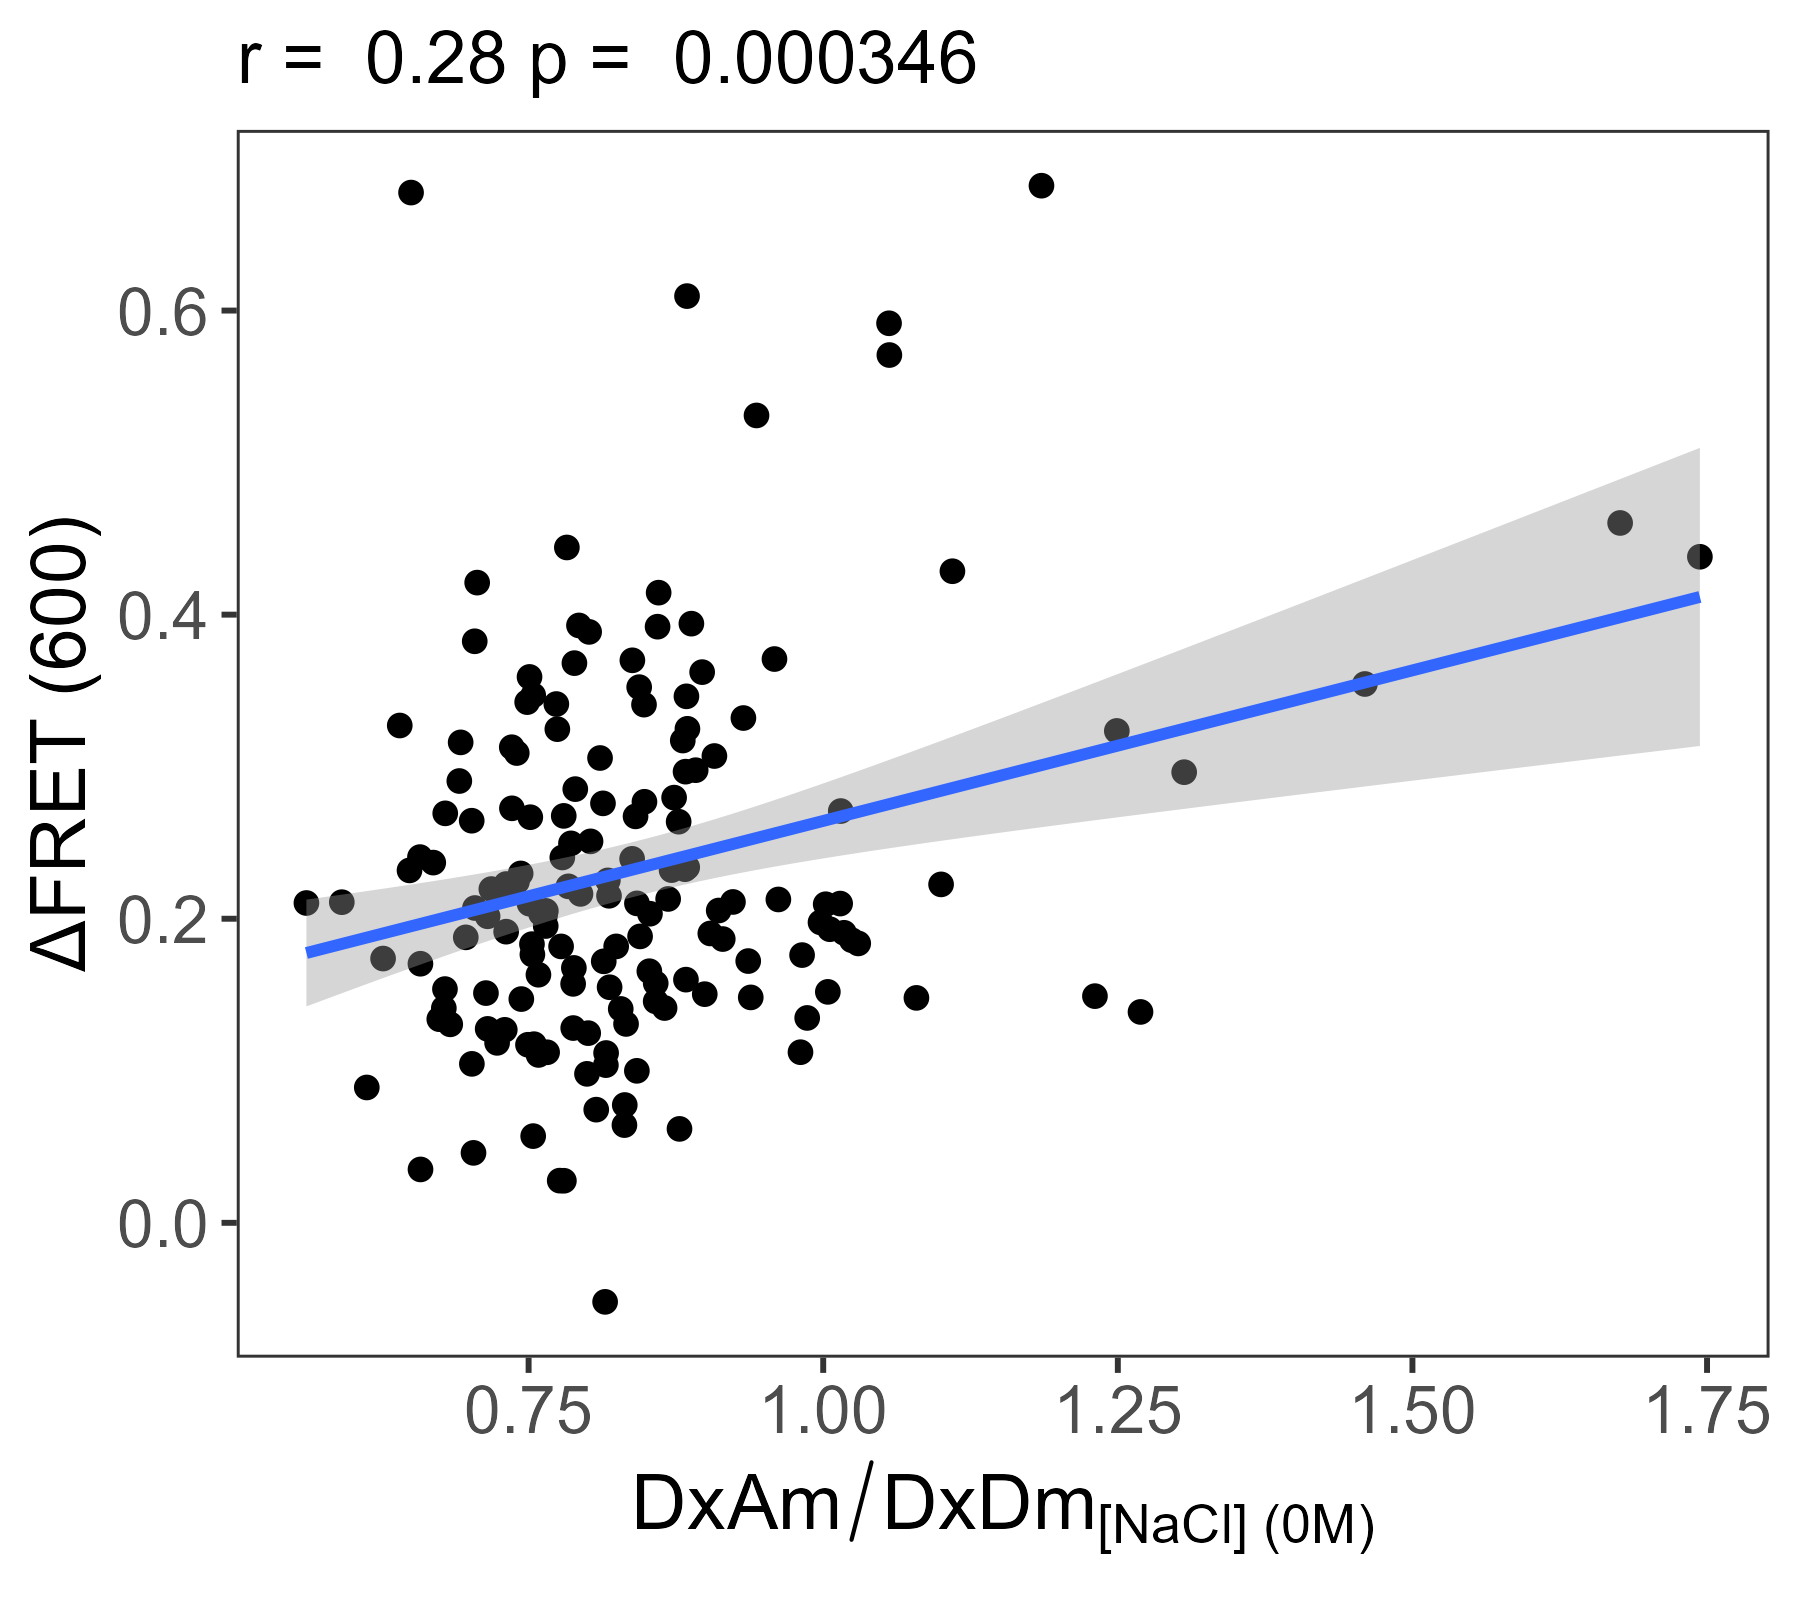 r = 0.28 p = 0.000346
ΔFRET (600)
0.6
0.4
0.2
0.0
0.75 1.00 1.25 1.50 1.75
DxAm/DxDm[NaCl] (0M)